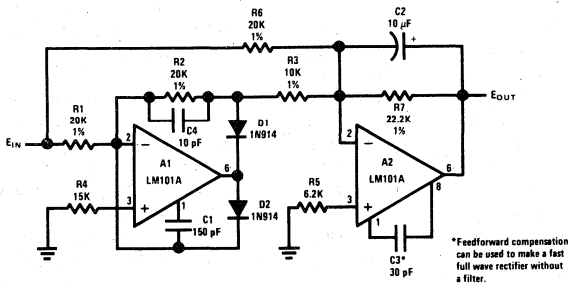 R6
20K
1%
C2
10 µF
+
R2
20K
1%
R3
10K
1%
R7
22.2K
1%
EOUT
C4
10 pF
D1
1N914
R1
20K
1%
EIN
2
−
A1
LM101A
6
3
+
1
R4
15K
C1
150 pF
D2
1N914
2
−
A2
LM101A
6
8
3
+
1
R5
6.2K
C3*
30 pF
*Feedforward compensation
can be used to make a fast
full wave rectifier without
a filter.